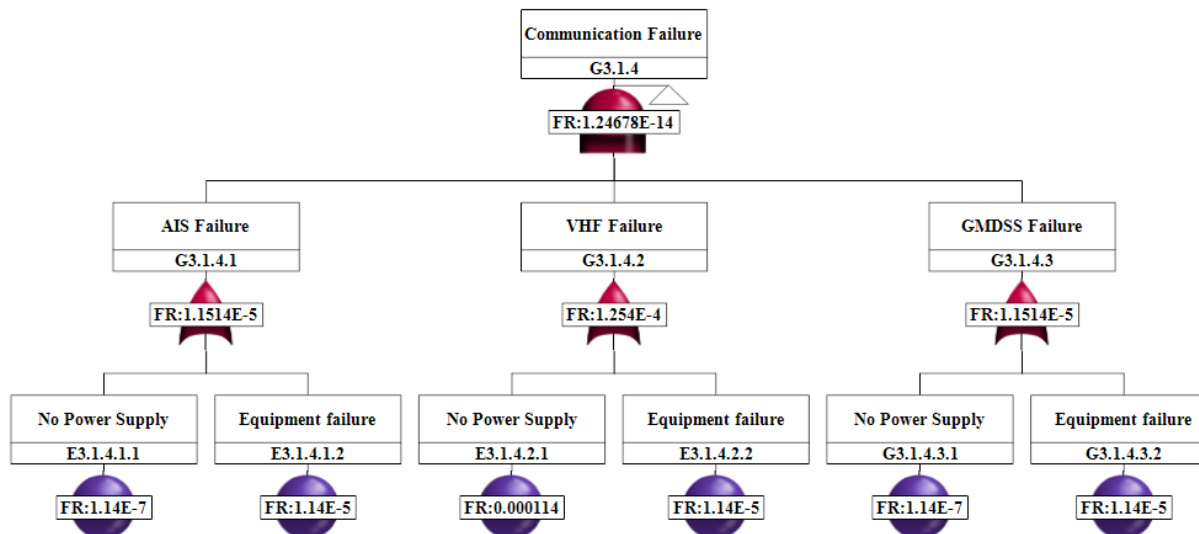 Communication Failure
G3.1.4
FR:1.24678E-14
AIS Failure
G3.1.4.1
FR:1.1514E-5
VHF Failure
G3.1.4.2
FR:1.254E-4
GMDSS Failure
G3.1.4.3
FR:1.1514E-5
No Power Supply
E3.1.4.1.1
FR:1.14E-7
Equipment failure
E3.1.4.1.2
FR:1.14E-5
No Power Supply
E3.1.4.2.1
FR:0.000114
Equipment failure
E3.1.4.2.2
FR:1.14E-5
No Power Supply
G3.1.4.3.1
FR:1.14E-7
Equipment failure
G3.1.4.3.2
FR:1.14E-5